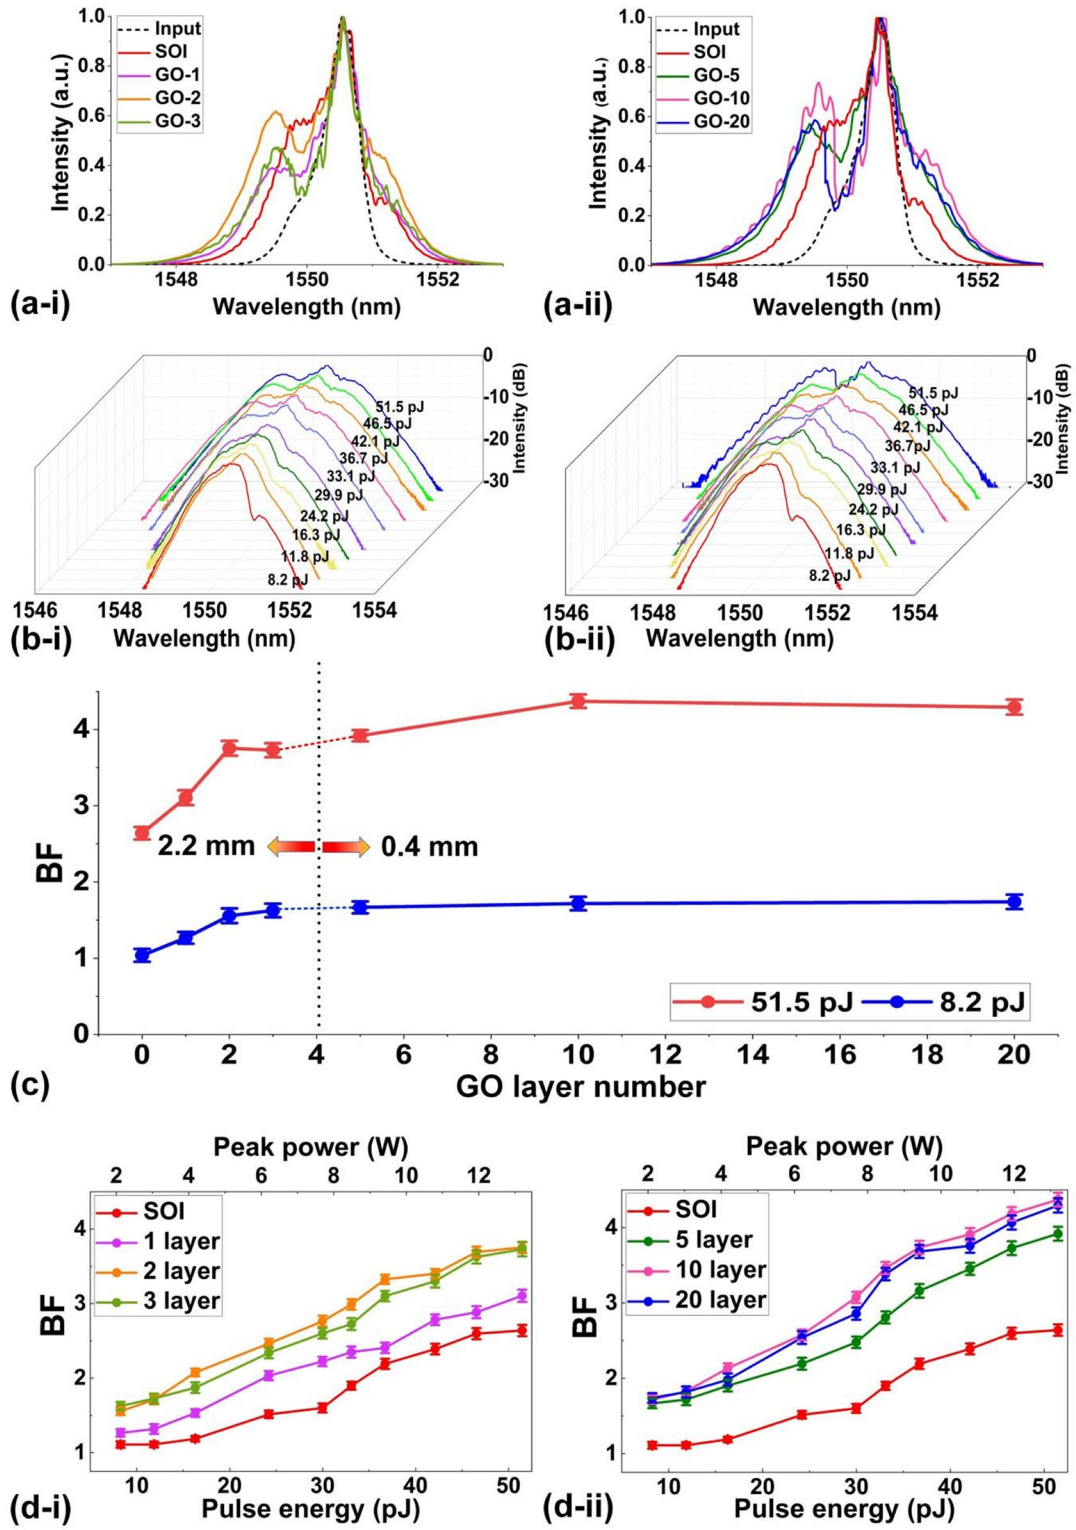 1.0
0.8
0.6
0.4
0.2
0.0
Intensity (a.u.)
Input
SOI
GO-1
GO-2
GO-3
1548
1550
1552
Wavelength (nm)
(a-i)
1.0
0.8
0.6
0.4
0.2
0.0
Intensity (a.u.)
Input
SOI
GO-5
GO-10
GO-20
1548
1550
1552
Wavelength (nm)
(a-ii)
0
-10
-20
-30
Intensity (dB)
51.5 pJ
46.5 pJ
42.1 pJ
36.7 pJ
33.1 pJ
29.9 pJ
24.2 pJ
16.3 pJ
11.8 pJ
8.2 pJ
1546
1548
1550
1552
1554
Wavelength (nm)
(b-i)
0
-10
-20
-30
Intensity (dB)
51.5 pJ
46.5 pJ
42.1 pJ
36.7pJ
33.1 pJ
29.9 pJ
24.2 pJ
16.3 pJ
11.8 pJ
8.2 pJ
1546
1548
1550
1552
1554
Wavelength (nm)
(b-ii)
4
3
2
1
0
BF
2.2 mm
0.4 mm
51.5 pJ
8.2 pJ
0 2 4 6 8 10 12 14 16 18 20
GO layer number
(c)
Peak power (W)
2 4 6 8 10 12
SOI
1 layer
2 layer
3 layer
4
3
2
1
BF
10 20 30 40 50
Pulse energy (pJ)
(d-i)
Peak power (W)
2 4 6 8 10 12
SOI
5 layer
10 layer
20 layer
4
3
2
1
BF
10 20 30 40 50
Pulse energy (pJ)
(d-ii)